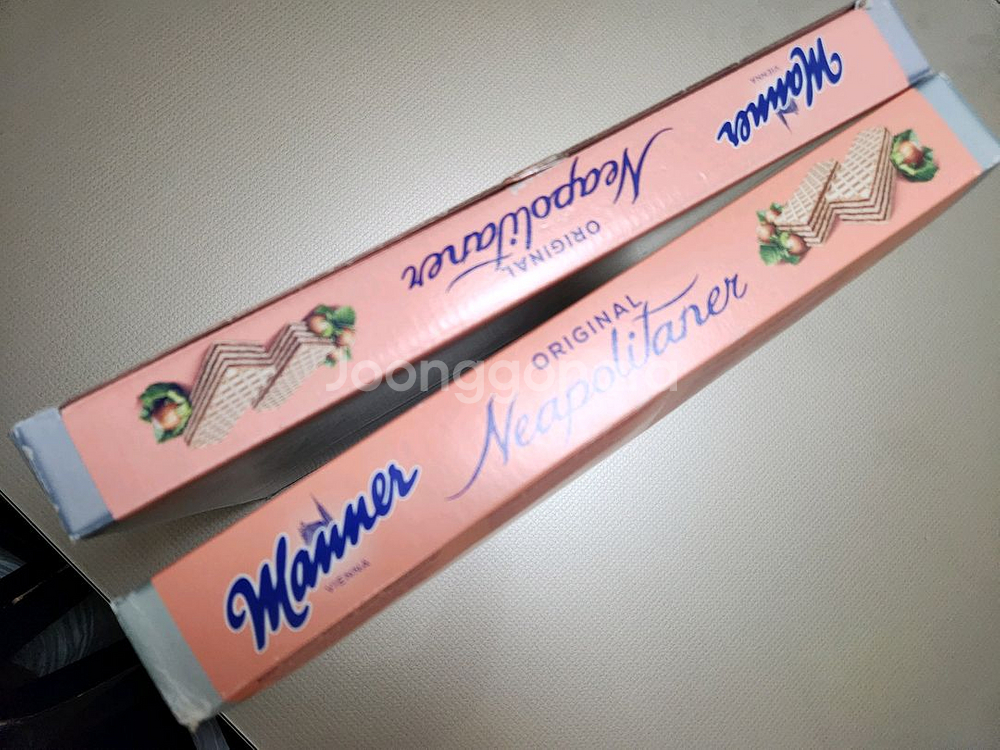 Manner
VIENNA
Neapolitaner
ORIGINAL
Joonggonara
ORIGINAL
Neapolitaner
Manner
VIENNA